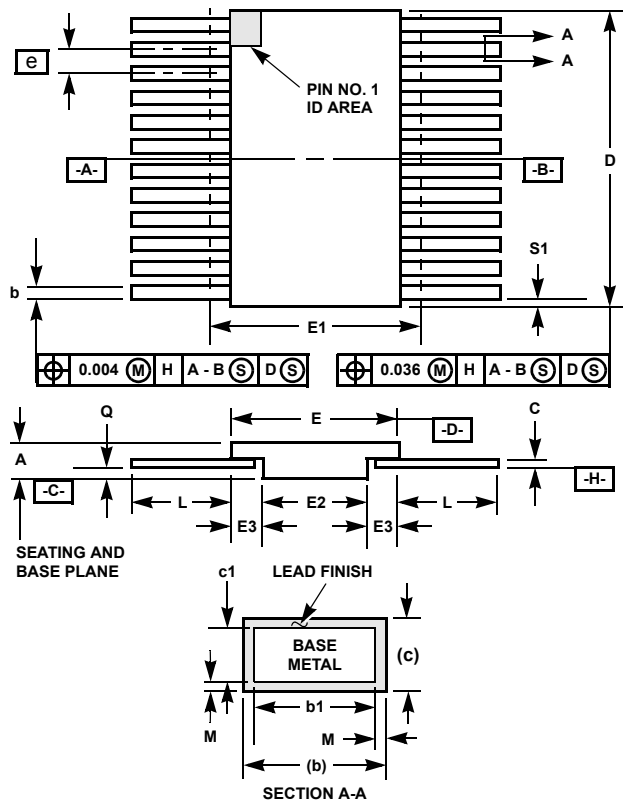 A
e
A
PIN NO. 1
ID AREA
-A-
-B-
D
S1
b
E1
0.004 M H A - B S D S
0.036 M H A - B S D S
Q
E
-D-
C
A
-C-
-H-
L
E2
L
E3
E3
SEATING AND
BASE PLANE
c1
LEAD FINISH
BASE
METAL
(c)
b1
M
M
(b)
SECTION A-A